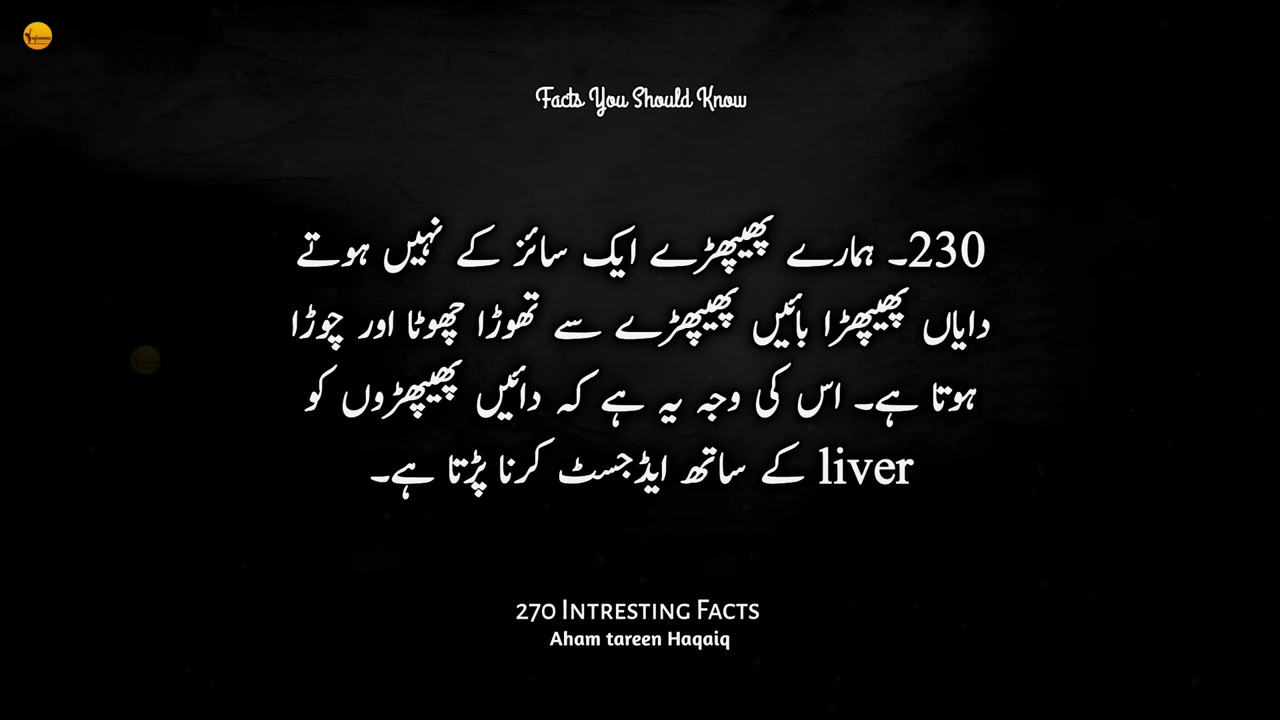 Facts You Should Know
230۔ ہمارے پھیپھڑے ایک سائز کے نہیں ہوتے
دایاں پھیپھڑا بائیں پھیپھڑے سے تھوڑا چھوٹا اور چوڑا
ہوتا ہے۔ اس کی وجہ یہ ہے کہ دائیں پھیپھڑوں کو
liver کے ساتھ ایڈجسٹ کرنا پڑتا ہے۔
270 Intresting Facts
Aham tareen Haqaiq